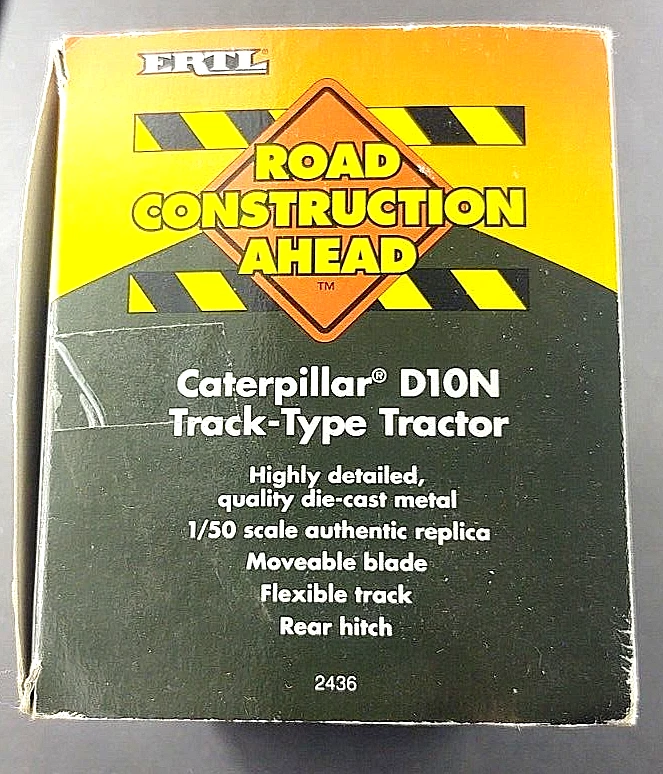 ERTL®
ROAD
CONSTRUCTION
AHEAD
TM
Caterpillar® D10N
Track-Type Tractor
Highly detailed,
quality die-cast metal
1/50 scale authentic replica
Moveable blade
Flexible track
Rear hitch
2436